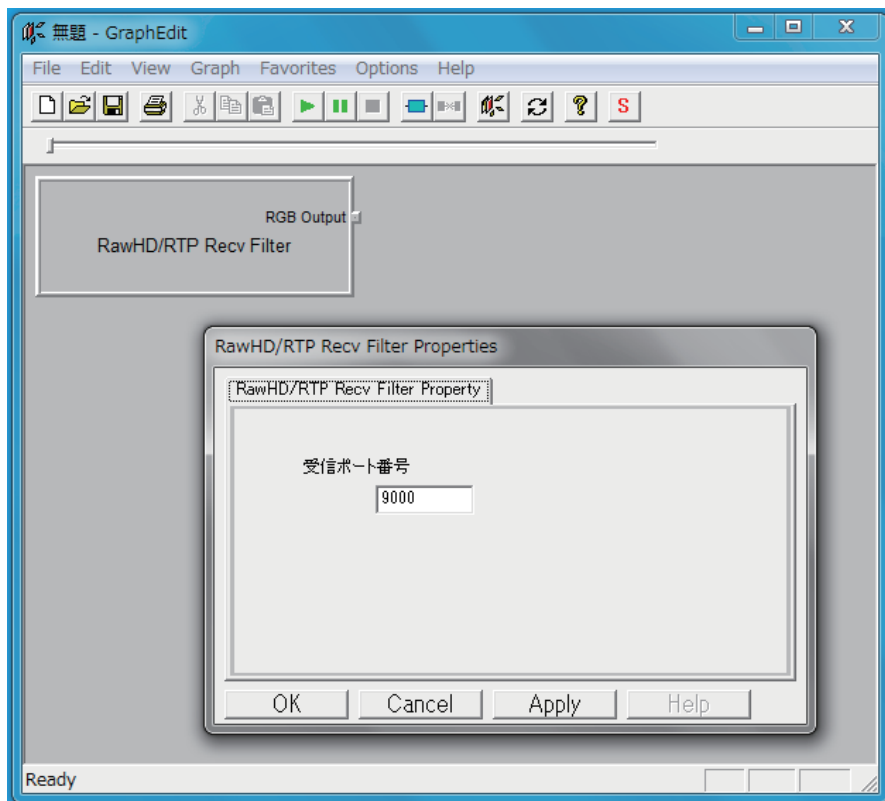 無題 - GraphEdit
File Edit View Graph Favorites Options Help
S
RGB Output
RawHD/RTP Recv Filter
RawHD/RTP Recv Filter Properties
RawHD/RTP Recv Filter Property
受信ポート番号
9000
OK Cancel Apply Help
Ready